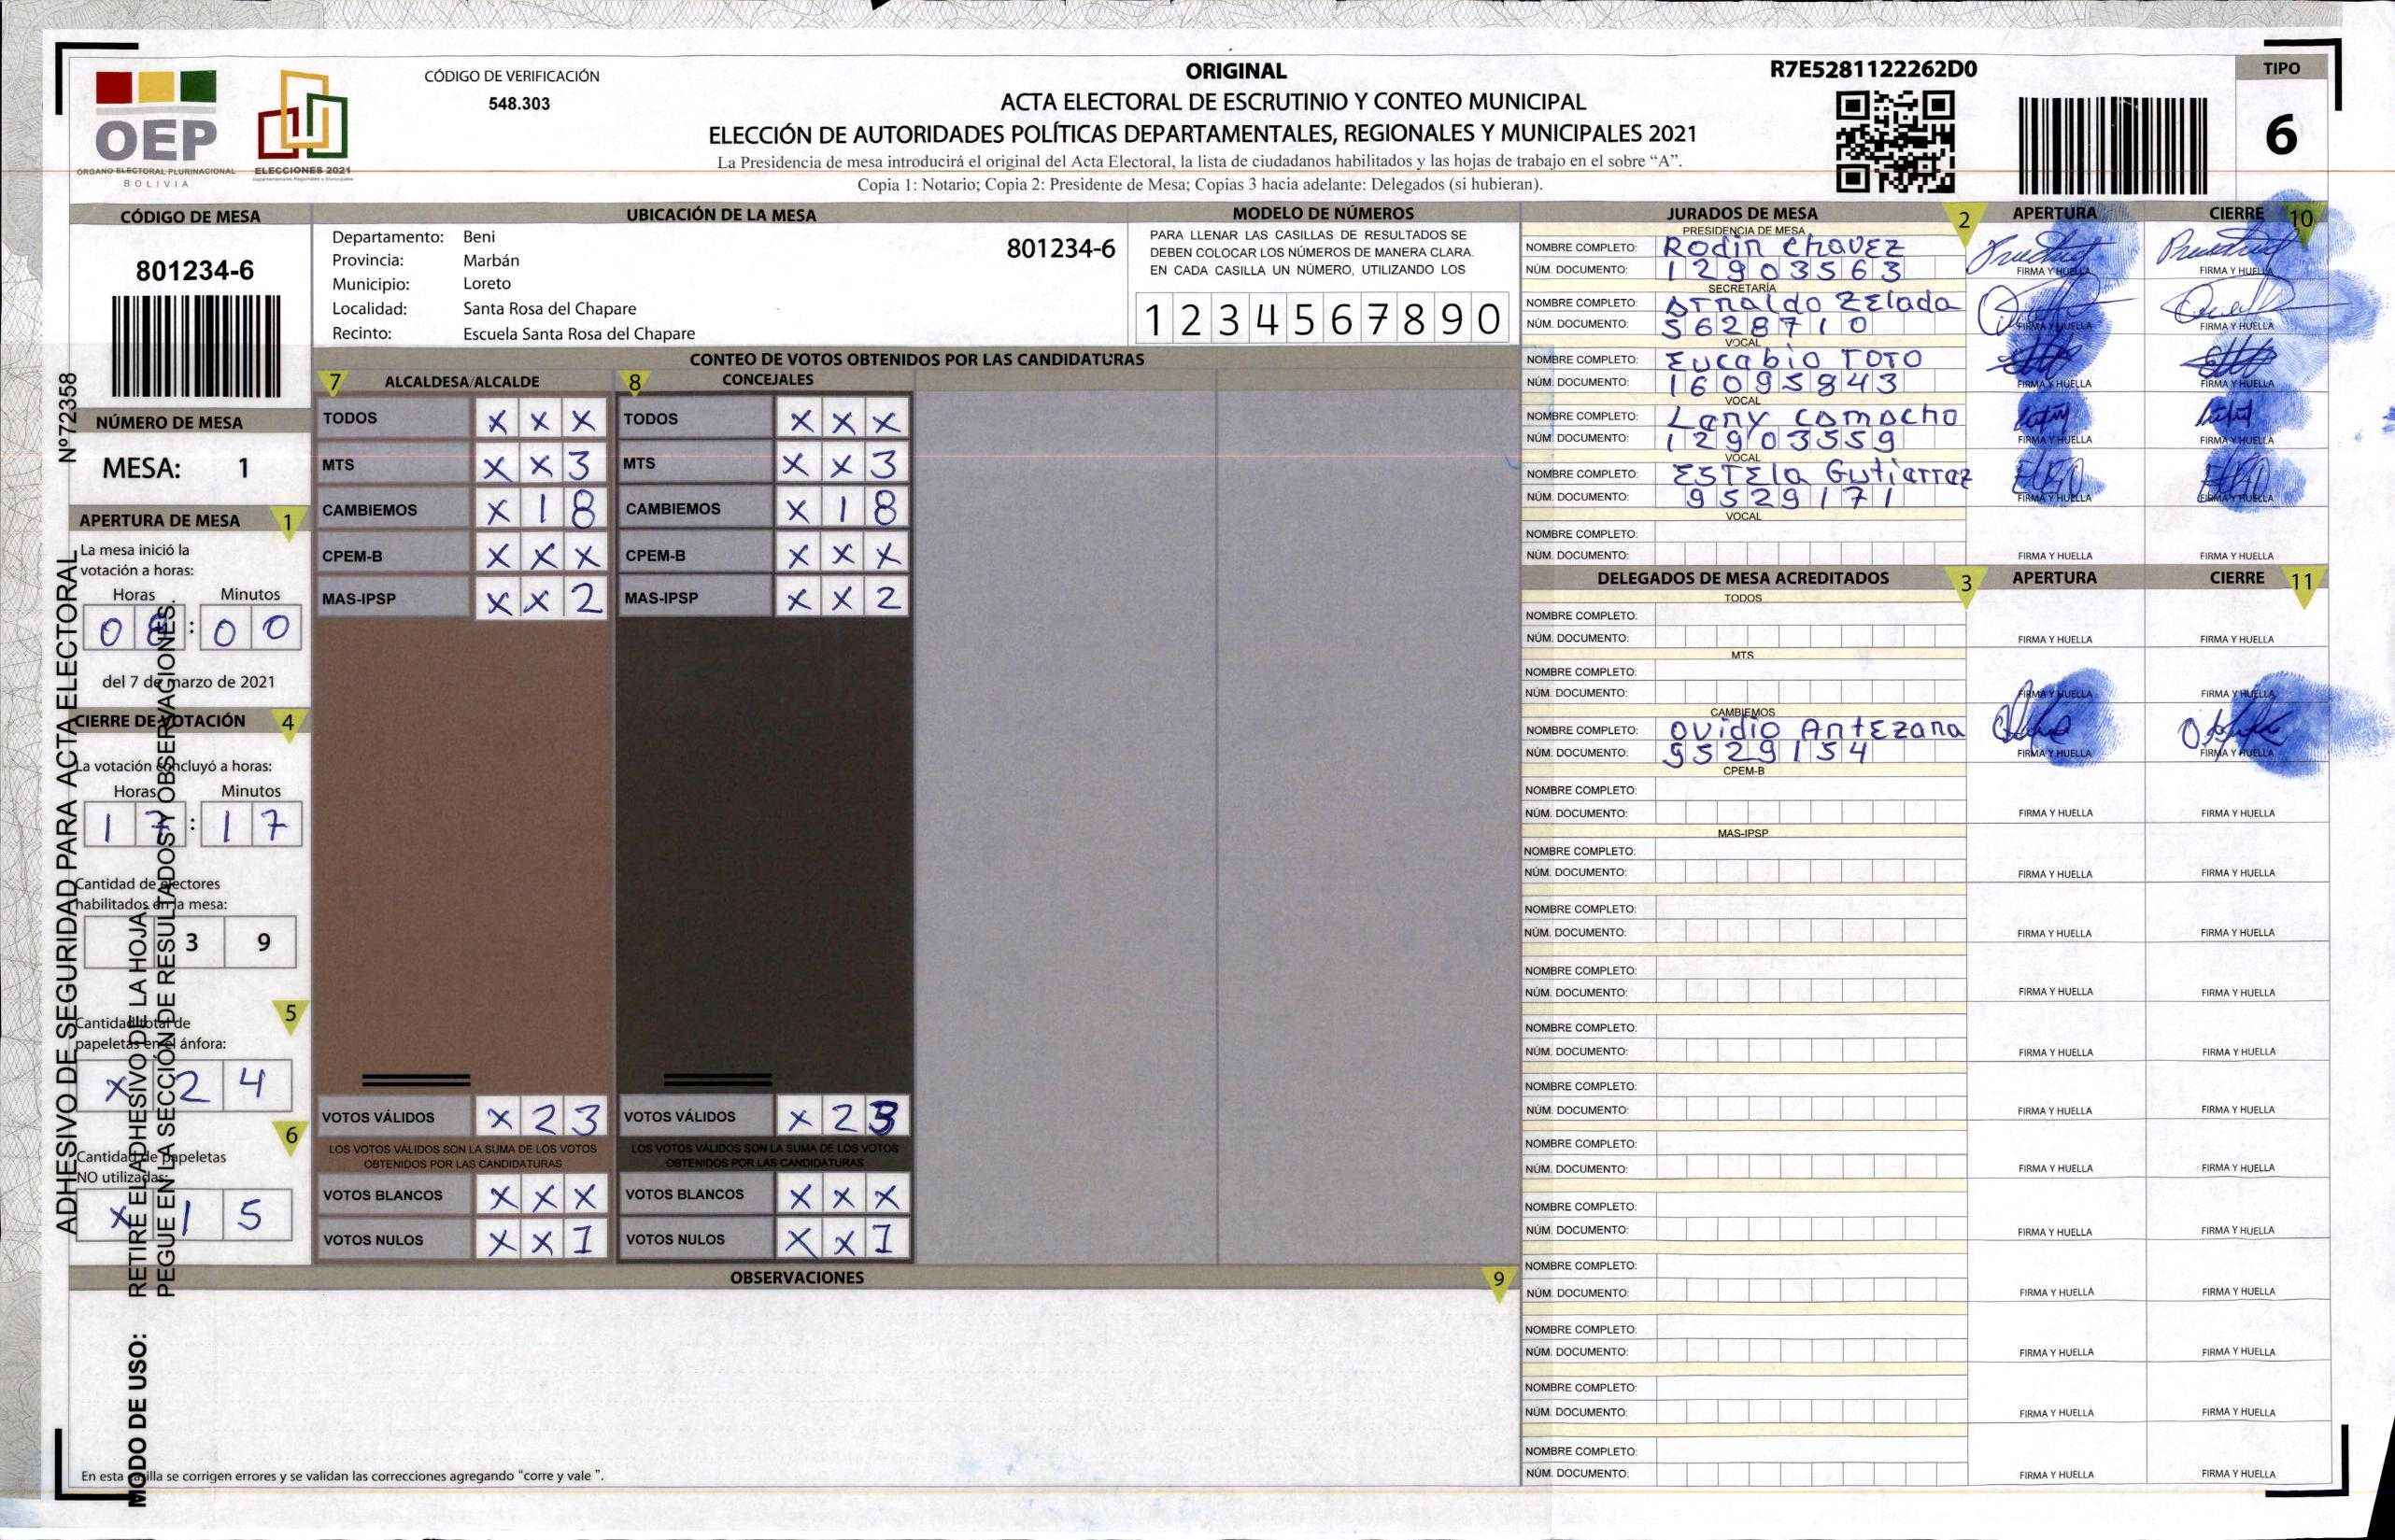 ORIGINAL
R7E5281122262D0
TIPO
6
CÓDIGO DE VERIFICACIÓN
548.303
ACTA ELECTORAL DE ESCRUTINIO Y CONTEO MUNICIPAL
ELECCIÓN DE AUTORIDADES POLÍTICAS DEPARTAMENTALES, REGIONALES Y MUNICIPALES 2021
La Presidencia de mesa introducirá el original del Acta Electoral, la lista de ciudadanos habilitados y las hojas de trabajo en el sobre “A”.
Copia 1: Notario; Copia 2: Presidente de Mesa; Copias 3 hacia adelante: Delegados (si hubieran).
OEP
ÓRGANO ELECTORAL PLURINACIONAL
BOLIVIA
ELECCIONES 2021
CÓDIGO DE MESA
801234-6
NÚMERO DE MESA
MESA: 1
APERTURA DE MESA 1
La mesa inició la
votación a horas:
Horas Minutos
08 : 00
del 7 de marzo de 2021
CIERRE DE VOTACIÓN 4
La votación concluyó a horas:
Horas Minutos
17 : 17
Cantidad de electores
habilitados en la mesa:
3 9
5
Cantidad total de
papeletas en el ánfora:
X 2 4
6
Cantidad de papeletas
NO utilizadas:
X 1 5
Nº72358
ADHESIVO DE SEGURIDAD PARA ACTA ELECTORAL
MODO DE USO: RETIRE EL ADHESIVO DE LA HOJA,
PEGUE EN LA SECCIÓN DE RESULTADOS Y OBSERVACIONES.
UBICACIÓN DE LA MESA
Departamento: Beni
801234-6
Provincia: Marbán
Municipio: Loreto
Localidad: Santa Rosa del Chapare
Recinto: Escuela Santa Rosa del Chapare
MODELO DE NÚMEROS
PARA LLENAR LAS CASILLAS DE RESULTADOS SE
DEBEN COLOCAR LOS NÚMEROS DE MANERA CLARA.
EN CADA CASILLA UN NÚMERO, UTILIZANDO LOS
1 2 3 4 5 6 7 8 9 0
CONTEO DE VOTOS OBTENIDOS POR LAS CANDIDATURAS
7 ALCALDESA/ALCALDE
TODOS X X X
MTS X X 3
CAMBIEMOS X 1 8
CPEM-B X X X
MAS-IPSP X X 2
VOTOS VÁLIDOS X 2 3
LOS VOTOS VÁLIDOS SON LA SUMA DE LOS VOTOS
OBTENIDOS POR LAS CANDIDATURAS
VOTOS BLANCOS X X X
VOTOS NULOS X X 1
8 CONCEJALES
TODOS X X X
MTS X X 3
CAMBIEMOS X 1 8
CPEM-B X X X
MAS-IPSP X X 2
VOTOS VÁLIDOS X 2 3
LOS VOTOS VÁLIDOS SON LA SUMA DE LOS VOTOS
OBTENIDOS POR LAS CANDIDATURAS
VOTOS BLANCOS X X X
VOTOS NULOS X X 1
OBSERVACIONES 9
En esta casilla se corrigen errores y se validan las correcciones agregando “corre y vale ”.
JURADOS DE MESA 2 APERTURA CIERRE 10
PRESIDENCIA DE MESA
NOMBRE COMPLETO: Rodin chavez
NÚM. DOCUMENTO: 12903563 FIRMA Y HUELLA FIRMA Y HUELLA
SECRETARÍA
NOMBRE COMPLETO: Arnaldo Zelada
NÚM. DOCUMENTO: 5628710 FIRMA Y HUELLA FIRMA Y HUELLA
VOCAL
NOMBRE COMPLETO: Eucabio TOTO
NÚM. DOCUMENTO: 16095843 FIRMA Y HUELLA FIRMA Y HUELLA
VOCAL
NOMBRE COMPLETO: Lany camacho
NÚM. DOCUMENTO: 12903559 FIRMA Y HUELLA FIRMA Y HUELLA
VOCAL
NOMBRE COMPLETO: ESTEla Gutiarraz
NÚM. DOCUMENTO: 9529171 FIRMA Y HUELLA FIRMA Y HUELLA
VOCAL
NOMBRE COMPLETO:
NÚM. DOCUMENTO: FIRMA Y HUELLA FIRMA Y HUELLA
DELEGADOS DE MESA ACREDITADOS 3 APERTURA CIERRE 11
TODOS
NOMBRE COMPLETO:
NÚM. DOCUMENTO: FIRMA Y HUELLA FIRMA Y HUELLA
MTS
NOMBRE COMPLETO:
NÚM. DOCUMENTO: FIRMA Y HUELLA FIRMA Y HUELLA
CAMBIEMOS
NOMBRE COMPLETO: Ovidio Antezana
NÚM. DOCUMENTO: 9529154 FIRMA Y HUELLA FIRMA Y HUELLA
CPEM-B
NOMBRE COMPLETO:
NÚM. DOCUMENTO: FIRMA Y HUELLA FIRMA Y HUELLA
MAS-IPSP
NOMBRE COMPLETO:
NÚM. DOCUMENTO: FIRMA Y HUELLA FIRMA Y HUELLA
NOMBRE COMPLETO:
NÚM. DOCUMENTO: FIRMA Y HUELLA FIRMA Y HUELLA
NOMBRE COMPLETO:
NÚM. DOCUMENTO: FIRMA Y HUELLA FIRMA Y HUELLA
NOMBRE COMPLETO:
NÚM. DOCUMENTO: FIRMA Y HUELLA FIRMA Y HUELLA
NOMBRE COMPLETO:
NÚM. DOCUMENTO: FIRMA Y HUELLA FIRMA Y HUELLA
NOMBRE COMPLETO:
NÚM. DOCUMENTO: FIRMA Y HUELLA FIRMA Y HUELLA
NOMBRE COMPLETO:
NÚM. DOCUMENTO: FIRMA Y HUELLA FIRMA Y HUELLA
NOMBRE COMPLETO:
NÚM. DOCUMENTO: FIRMA Y HUELLA FIRMA Y HUELLA
NOMBRE COMPLETO:
NÚM. DOCUMENTO: FIRMA Y HUELLA FIRMA Y HUELLA
NOMBRE COMPLETO:
NÚM. DOCUMENTO: FIRMA Y HUELLA FIRMA Y HUELLA
NOMBRE COMPLETO:
NÚM. DOCUMENTO: FIRMA Y HUELLA FIRMA Y HUELLA